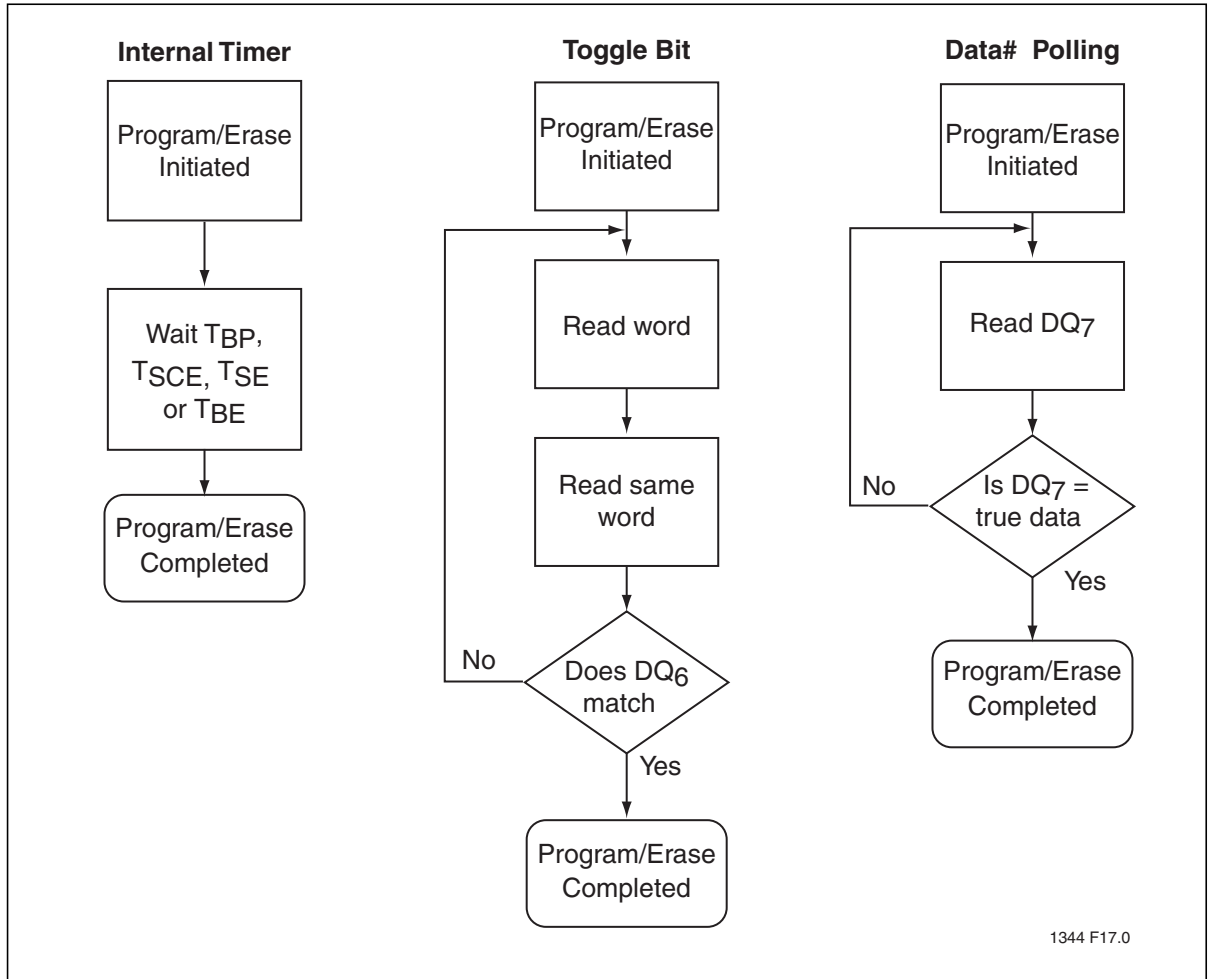 Internal Timer
Program/Erase
Initiated
Wait TBP,
TSCE, TSE
or TBE
Program/Erase
Completed
Toggle Bit
Program/Erase
Initiated
Read word
Read same
word
No
Does DQ6
match
Yes
Program/Erase
Completed
Data# Polling
Program/Erase
Initiated
Read DQ7
No
Is DQ7 =
true data
Yes
Program/Erase
Completed
1344 F17.0